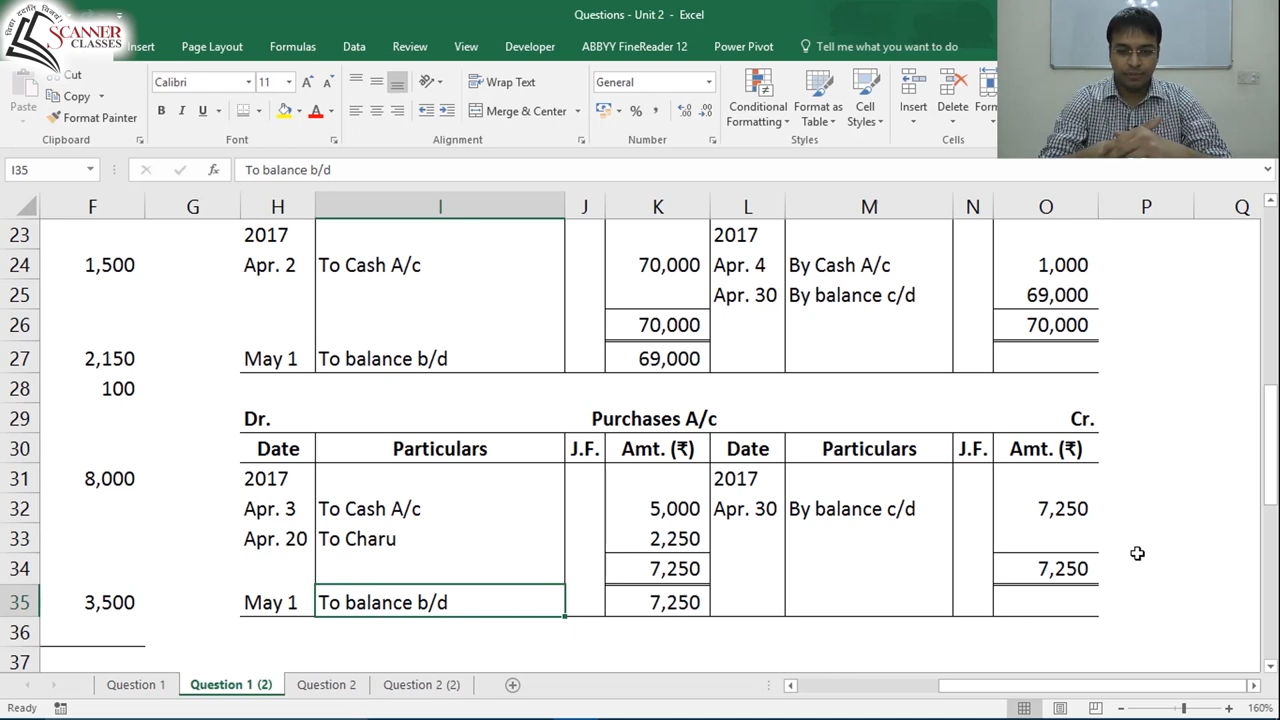 SCANNER
CLASSES
Questions - Unit 2 - Excel
Insert Page Layout Formulas Data Review View Developer ABBYY FineReader 12 Power Pivot Tell me what you want to do
Paste
Cut
Copy
Format Painter
Clipboard
Calibri 11
B I U A
Font
Wrap Text
Merge & Center
Alignment
General
% ,
Number
Conditional Formatting
Format as Table
Cell Styles
Styles
Insert
Delete
Cells
I35 fx To balance b/d
F G H I J K L M N O P Q
23 2017 2017
24 1,500 Apr. 2 To Cash A/c 70,000 Apr. 4 By Cash A/c 1,000
25 Apr. 30 By balance c/d 69,000
26 70,000 70,000
27 2,150 May 1 To balance b/d 69,000
28 100
29 Dr. Purchases A/c Cr.
30 Date Particulars J.F. Amt. (₹) Date Particulars J.F. Amt. (₹)
31 8,000 2017 2017
32 Apr. 3 To Cash A/c 5,000 Apr. 30 By balance c/d 7,250
33 Apr. 20 To Charu 2,250
34 7,250 7,250
35 3,500 May 1 To balance b/d 7,250
36
37
Question 1 Question 1 (2) Question 2 Question 2 (2)
Ready 160%